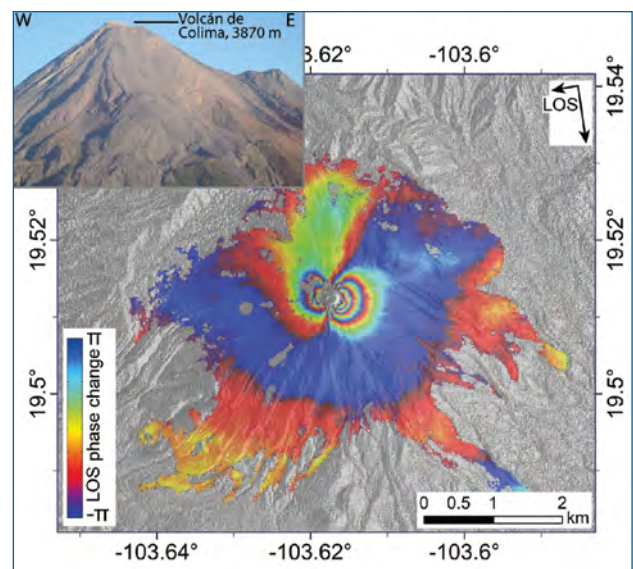 W
Volcán de
Colima, 3870 m
E
-103.62°
-103.6°
LOS
19.54°
19.52°
19.52°
19.5°
19.5°
π
LOS phase change
-π
0 0.5 1 2
km
-103.64°
-103.62°
-103.6°